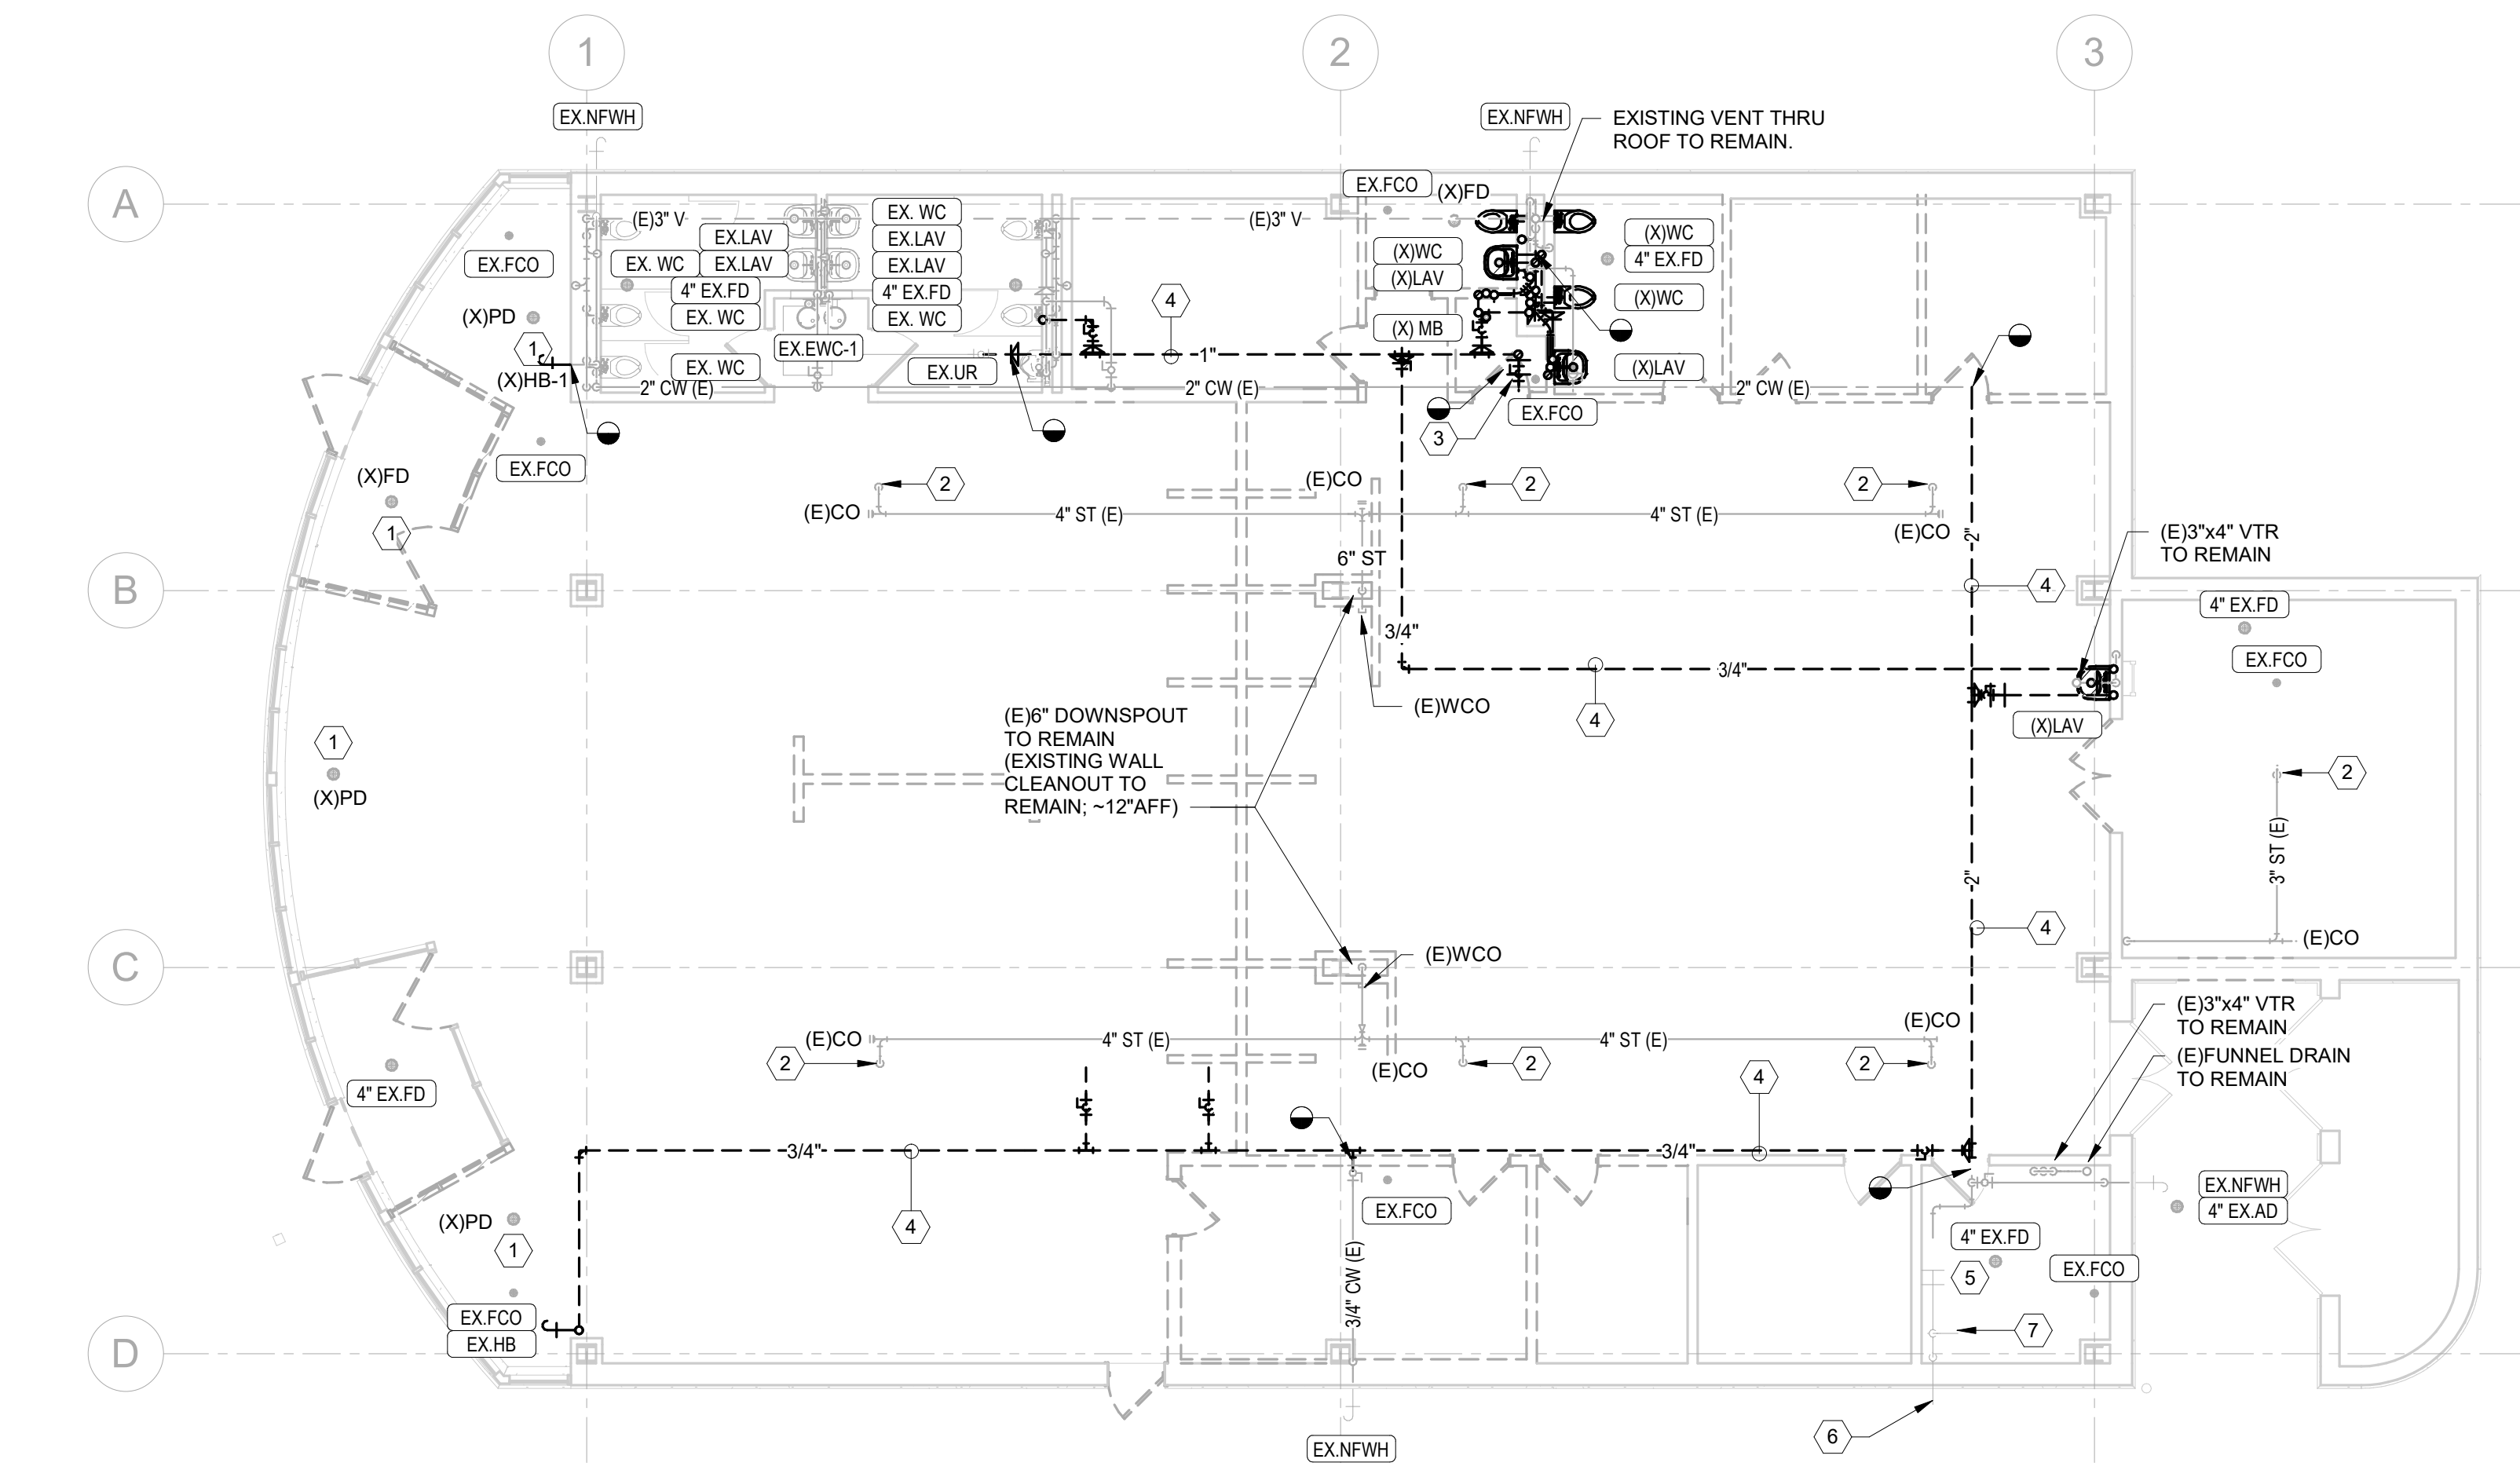 1
2
3
EX.NFWH
EX.NFWH
EXISTING VENT THRU
ROOF TO REMAIN.
A
EX.FCO
(X)FD
(E)3" V
EX. WC
(E)3" V
EX.LAV
EX.LAV
(X)WC
(X)WC
4" EX.FD
EX.FCO
EX. WC
EX.LAV
EX.LAV
(X)LAV
4" EX.FD
4" EX.FD
(X)WC
4
(X)PD
EX. WC
EX. WC
(X) MB
1
EX.EWC-1
1"
(X)HB-1
EX. WC
EX.UR
(X)LAV
2" CW (E)
2" CW (E)
2" CW (E)
EX.FCO
3
EX.FCO
(X)FD
(E)CO
2
2
2
(E)CO
4" ST (E)
4" ST (E)
(E)CO
1
2"
(E)3"x4" VTR
TO REMAIN
6" ST
B
4
4" EX.FD
3/4"
EX.FCO
3/4"
(E)WCO
4
(X)LAV
(E)6" DOWNSPOUT
TO REMAIN
(EXISTING WALL
CLEANOUT TO
REMAIN; ~12"AFF)
1
(X)PD
2
3" ST (E)
2"
4
(E)CO
C
(E)WCO
(E)3"x4" VTR
TO REMAIN
(E)CO
(E)CO
4" ST (E)
4" ST (E)
2
2
2
(E)CO
(E)FUNNEL DRAIN
TO REMAIN
4
4" EX.FD
3/4"
3/4"
4
EX.NFWH
4" EX.AD
(X)PD
EX.FCO
1
4" EX.FD
EX.FCO
3/4" CW (E)
5
EX.FCO
EX.HB
7
D
6
EX.NFWH